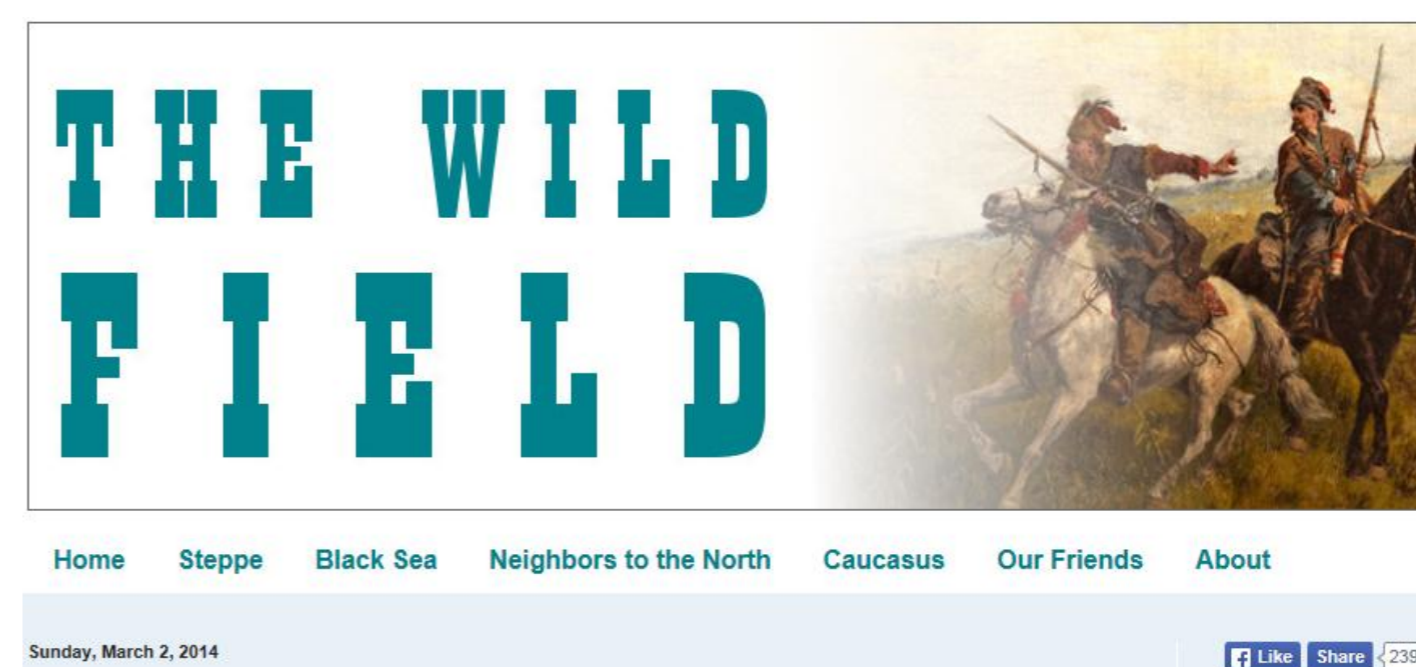 THE WILD
FIELD
Home Steppe Black Sea Neighbors to the North Caucasus Our Friends About
Sunday, March 2, 2014
Like Share 239